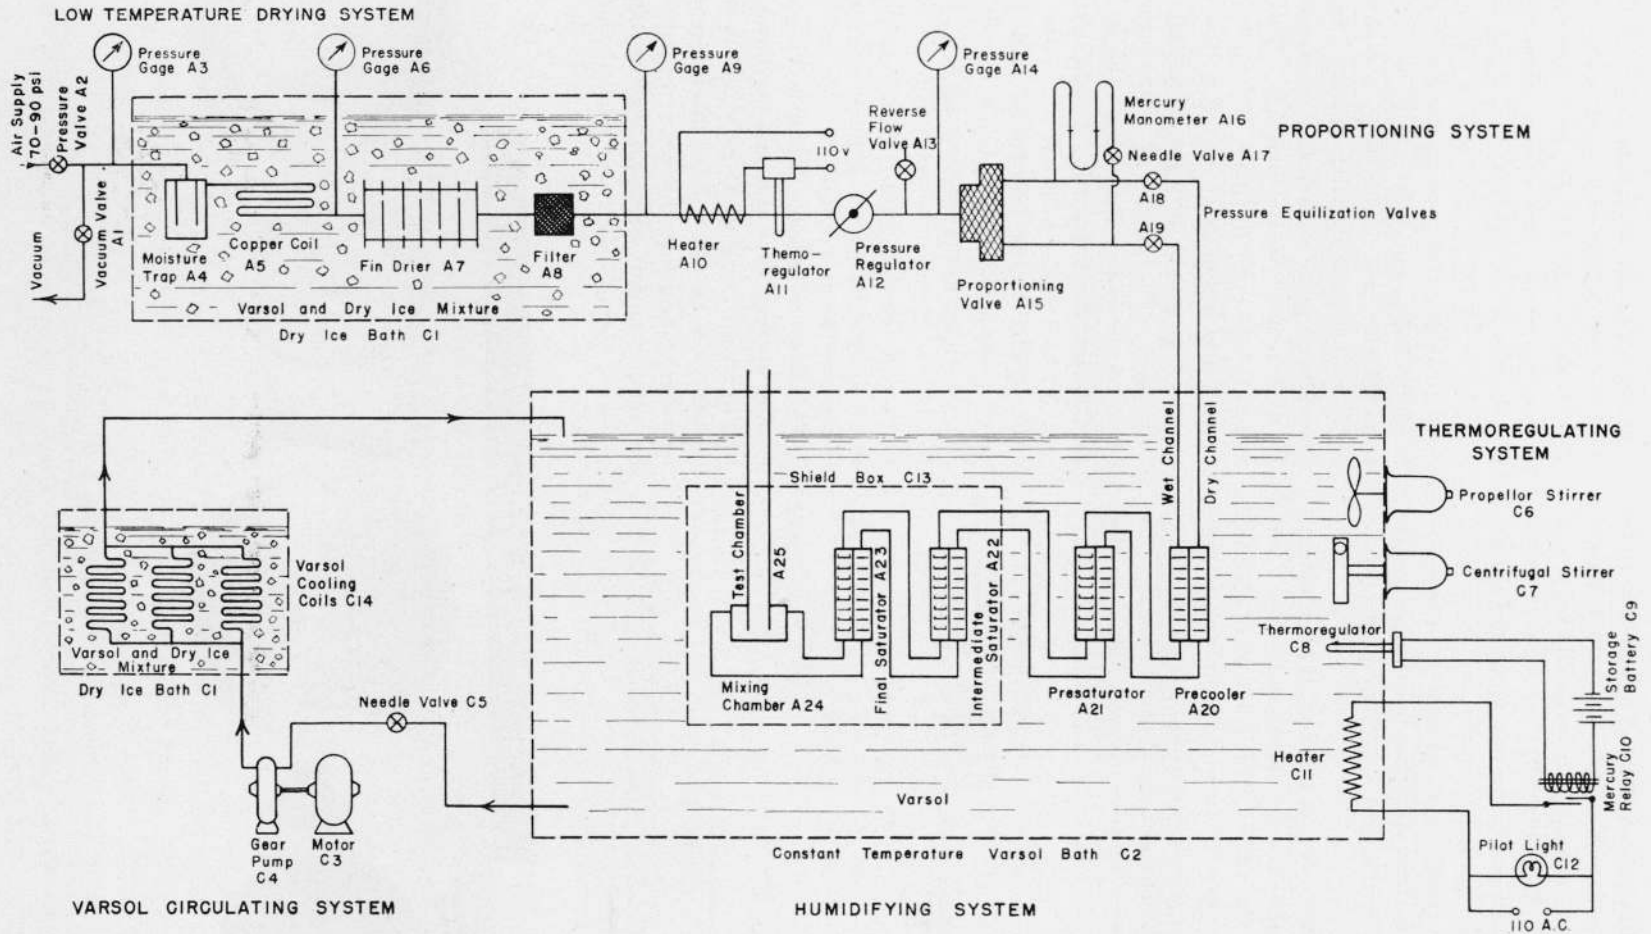 LOW TEMPERATURE DRYING SYSTEM
Pressure
Gage A3
Pressure
Gage A6
Pressure
Gage A9
Pressure
Gage A14
Air Supply
70-90 psi
Pressure
Valve A2
Vacuum
Vacuum Valve
A1
Moisture
Trap A4
Copper Coil
A5
Fin Drier A7
Filter
A8
Varsol and Dry Ice Mixture
Dry Ice Bath C1
Heater
A10
110 v
Themo-
regulator
A11
Pressure
Regulator
A12
Reverse
Flow
Valve A13
Proportioning
Valve A15
Mercury
Manometer A16
Needle Valve A17
A18
A19
Pressure Equilization Valves
PROPORTIONING SYSTEM
Wet Channel
Dry Channel
Shield Box C13
Test Chamber
A25
Final Saturator A23
Intermediate
Saturator A22
Mixing
Chamber A24
Presaturator
A21
Precooler
A20
Varsol
Constant Temperature Varsol Bath C2
HUMIDIFYING SYSTEM
THERMOREGULATING
SYSTEM
Propellor Stirrer
C6
Centrifugal Stirrer
C7
Thermoregulator
C8
Storage
Battery C9
Mercury
Relay C10
Heater
C11
Pilot Light
C12
110 A.C.
Varsol
Cooling
Coils C14
Varsol and Dry Ice
Mixture
Dry Ice Bath C1
Needle Valve C5
Gear
Pump
C4
Motor
C3
VARSOL CIRCULATING SYSTEM